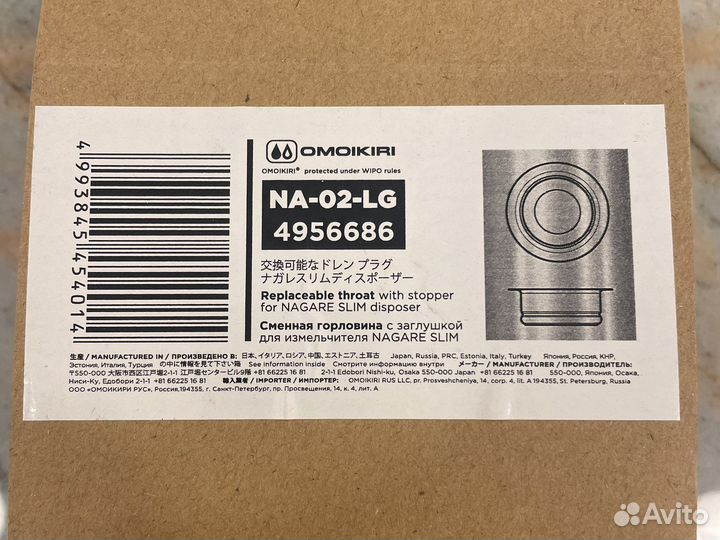 4993845454014
OMOIKIRI
OMOIKIRI® protected under WIPO rules
NA-02-LG
4956686
交換可能なドレン プラグ
ナガレスリムディスポーザー
Replaceable throat with stopper
for NAGARE SLIM disposer
Сменная горловина с заглушкой
для измельчителя NAGARE SLIM
生産 / MANUFACTURED IN / ПРОИЗВЕДЕНО В: 日本, イタリア, ロシア, 中国, エストニア, 土耳古 Japan, Russia, PRC, Estonia, Italy, Turkey Япония, Россия, КНР,
Эстония, Италия, Турция の中に情報を見て下さい箱 See information inside Смотрите информацию внутри メーカー / MANUFACTURER / ПРОИЗВОДИТЕЛЬ:
〒550-000 大阪市西区江戸堀2-1-1 江戸堀センタービル9階 +81 66225 16 81 2-1-1 Edobori Nishi-ku, Osaka 550-000 Japan +81 66225 16 81 550-000, Япония, Осака,
Ниси-Ку, Едобори 2-1-1 +81 66225 16 81 輸入業者 / IMPORTER / ИМПОРТЕР: OMOIKIRI RUS LLC, pr. Prosveshcheniya, 14, corp. 4, lit. A 194355, St. Petersburg, Russia
ООО «ОМОИКИРИ РУС», Россия,194355, г. Санкт-Петербург, пр. Просвещения, 14, к. 4, лит. А
Avito